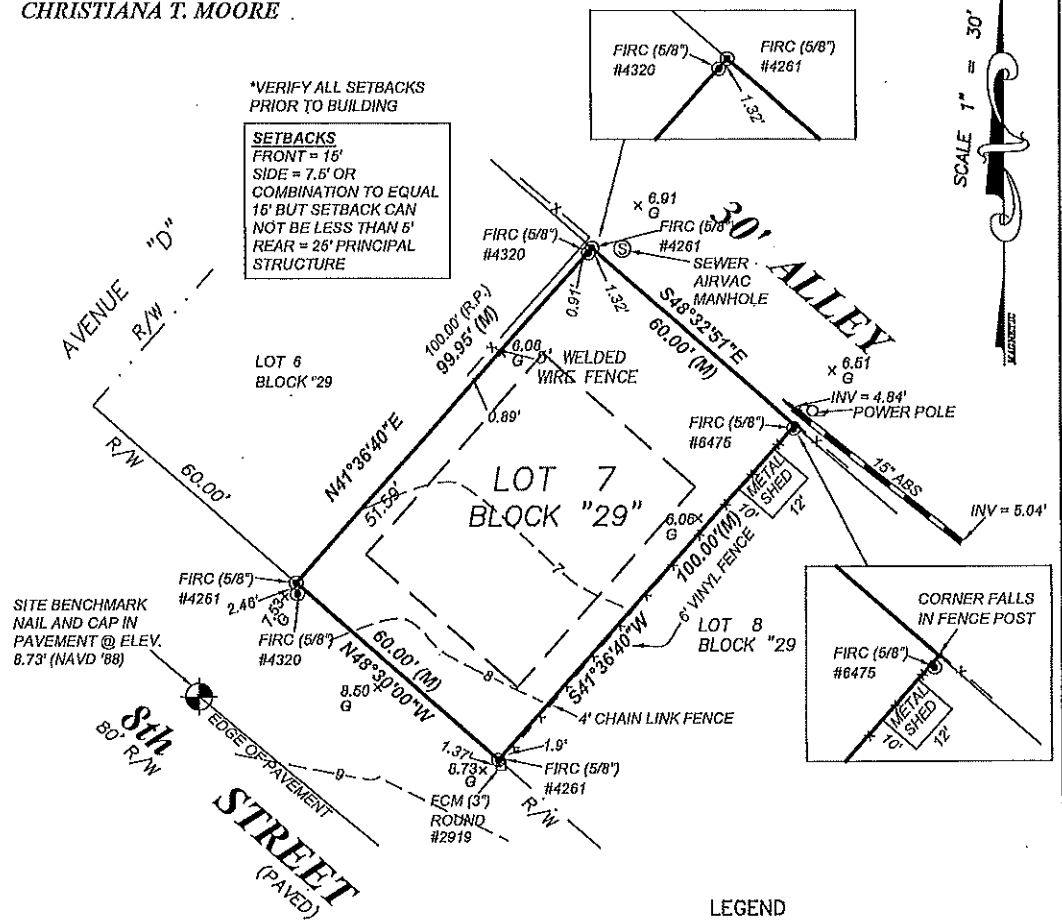 CHRISTIANA T. MOORE
*VERIFY ALL SETBACKS
PRIOR TO BUILDING
SETBACKS
FRONT = 15'
SIDE = 7.5' OR
COMBINATION TO EQUAL
15' BUT SETBACK CAN
NOT BE LESS THAN 5'
REAR = 25' PRINCIPAL
STRUCTURE
FIRC (5/8")
#4320
FIRC (5/8")
#4261
1.32'
SCALE 1" = 30'
MAGNETIC
AVENUE "D"
R/W
R/W
60.00'
LOT 6
BLOCK "29
FIRC (5/8")
#4320
FIRC (5/8")
#4261
6.91
G
S
SEWER
AIRVAC
MANHOLE
30' ALLEY
0.91'
1.32'
S48°32'51"E
60.00' (M)
100.00' (R.P.)
99.95' (M)
N41°36'40"E
6.06
G
WELDED
WIRE FENCE
0.89'
51.59'
6.51
G
INV = 4.84'
POWER POLE
FIRC (5/8")
#6475
15" ABS
INV = 5.04'
METAL
SHED
10'
12'
LOT 7
BLOCK "29"
6.06
G
7
100.00'(M)
S41°36'40"W
6' VINYL FENCE
LOT 8
BLOCK "29
CORNER FALLS
IN FENCE POST
FIRC (5/8")
#6475
METAL
SHED
10'
12'
FIRC (5/8")
#4261
2.46'
7.53
G
FIRC (5/8")
#4320
60.00' (M)
N48°30'00"W
8
8.50
G
4' CHAIN LINK FENCE
SITE BENCHMARK
NAIL AND CAP IN
PAVEMENT @ ELEV.
8.73' (NAVD '88)
EDGE OF PAVEMENT
9
8th
STREET
80' R/W
(PAVED)
1.37'
1.9'
8.73
G
FIRC (5/8")
#4261
ROUND
#2919
R/W
LEGEND